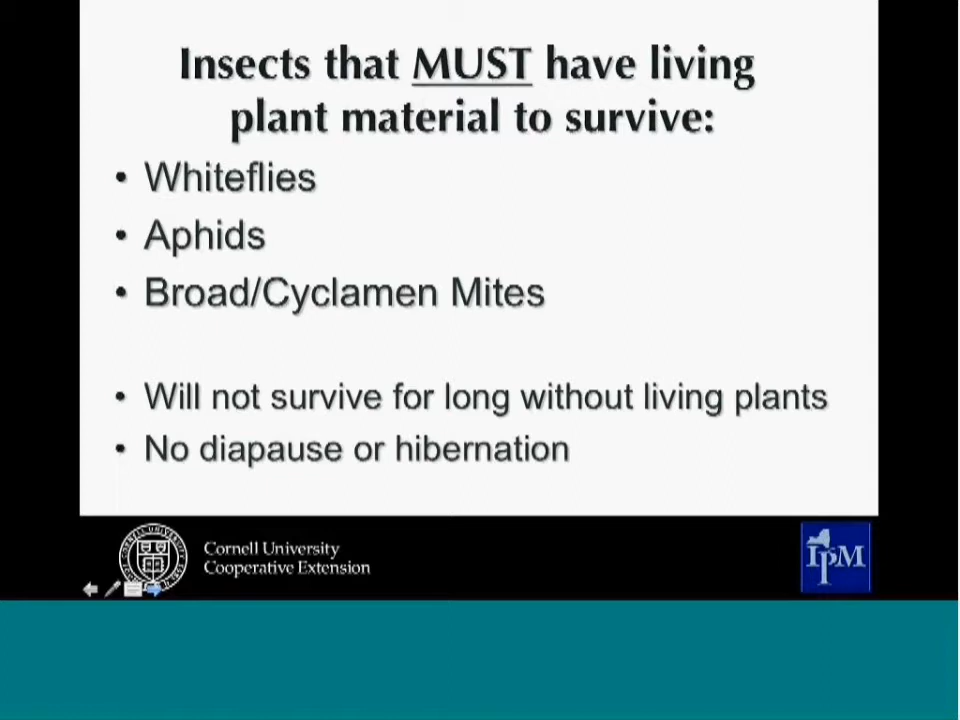 Insects that MUST have living
plant material to survive:
• Whiteflies
• Aphids
• Broad/Cyclamen Mites
• Will not survive for long without living plants
• No diapause or hibernation
Cornell University
Cooperative Extension
IPM